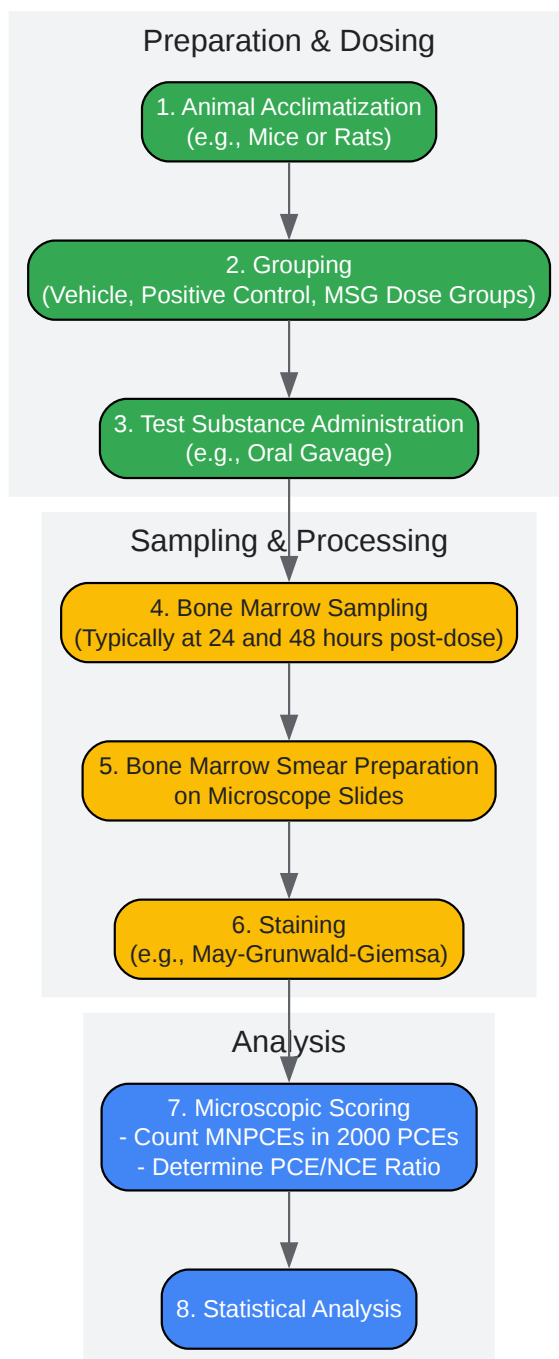 Preparation & Dosing
1. Animal Acclimatization
(e.g., Mice or Rats)
2. Grouping
(Vehicle, Positive Control, MSG Dose Groups)
3. Test Substance Administration
(e.g., Oral Gavage)
Sampling & Processing
4. Bone Marrow Sampling
(Typically at 24 and 48 hours post-dose)
5. Bone Marrow Smear Preparation
on Microscope Slides
6. Staining
(e.g., May-Grunwald-Giemsa)
Analysis
7. Microscopic Scoring
- Count MNPCEs in 2000 PCEs
- Determine PCE/NCE Ratio
8. Statistical Analysis